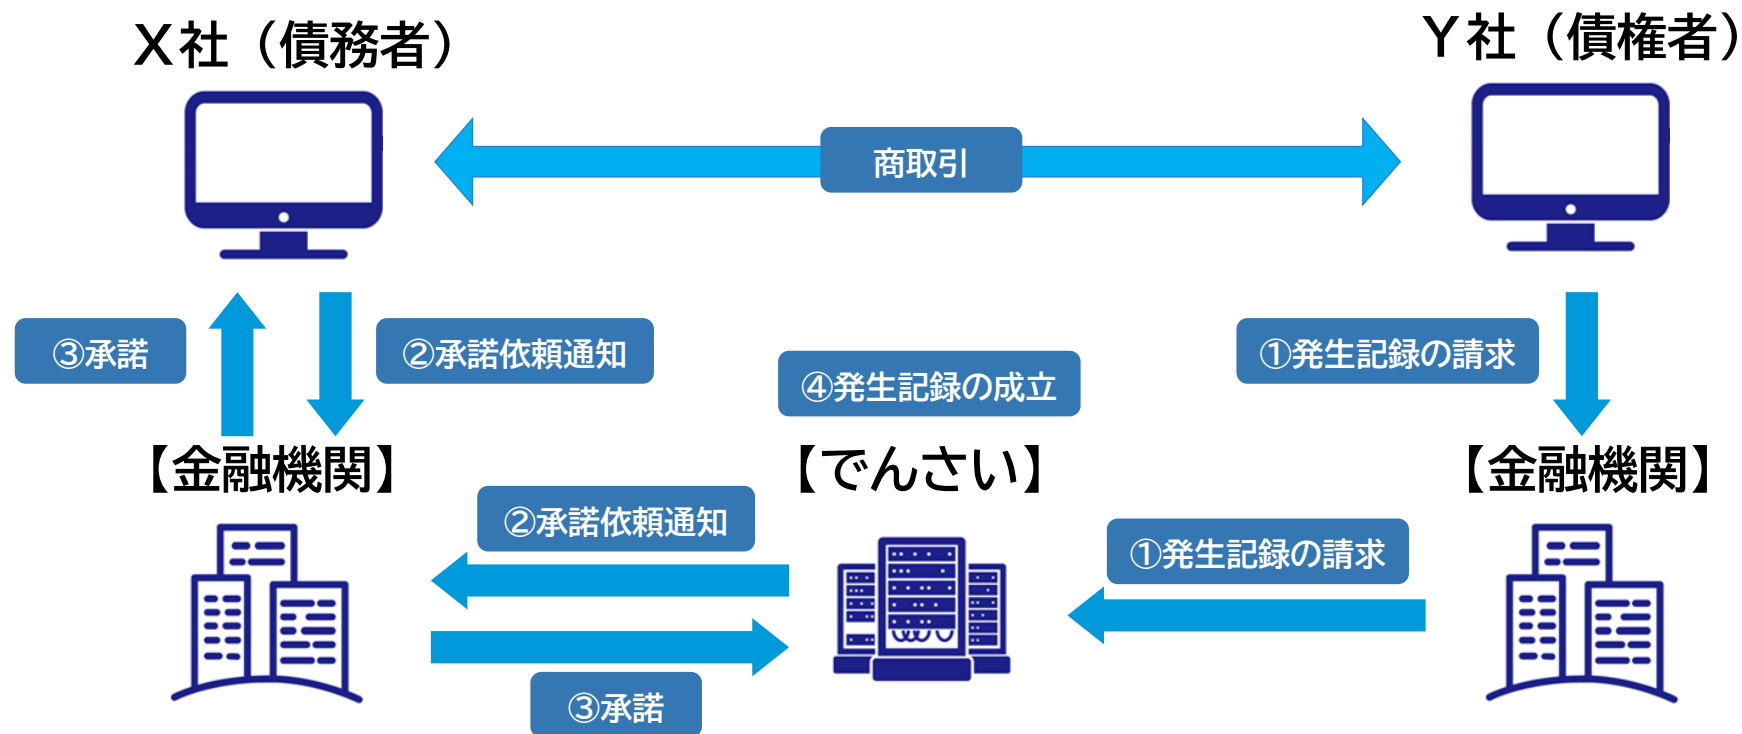 X社（債務者）
Y社（債権者）
商取引
③承諾
②承諾依頼通知
①発生記録の請求
④発生記録の成立
【金融機関】
【でんさい】
【金融機関】
②承諾依頼通知
①発生記録の請求
③承諾